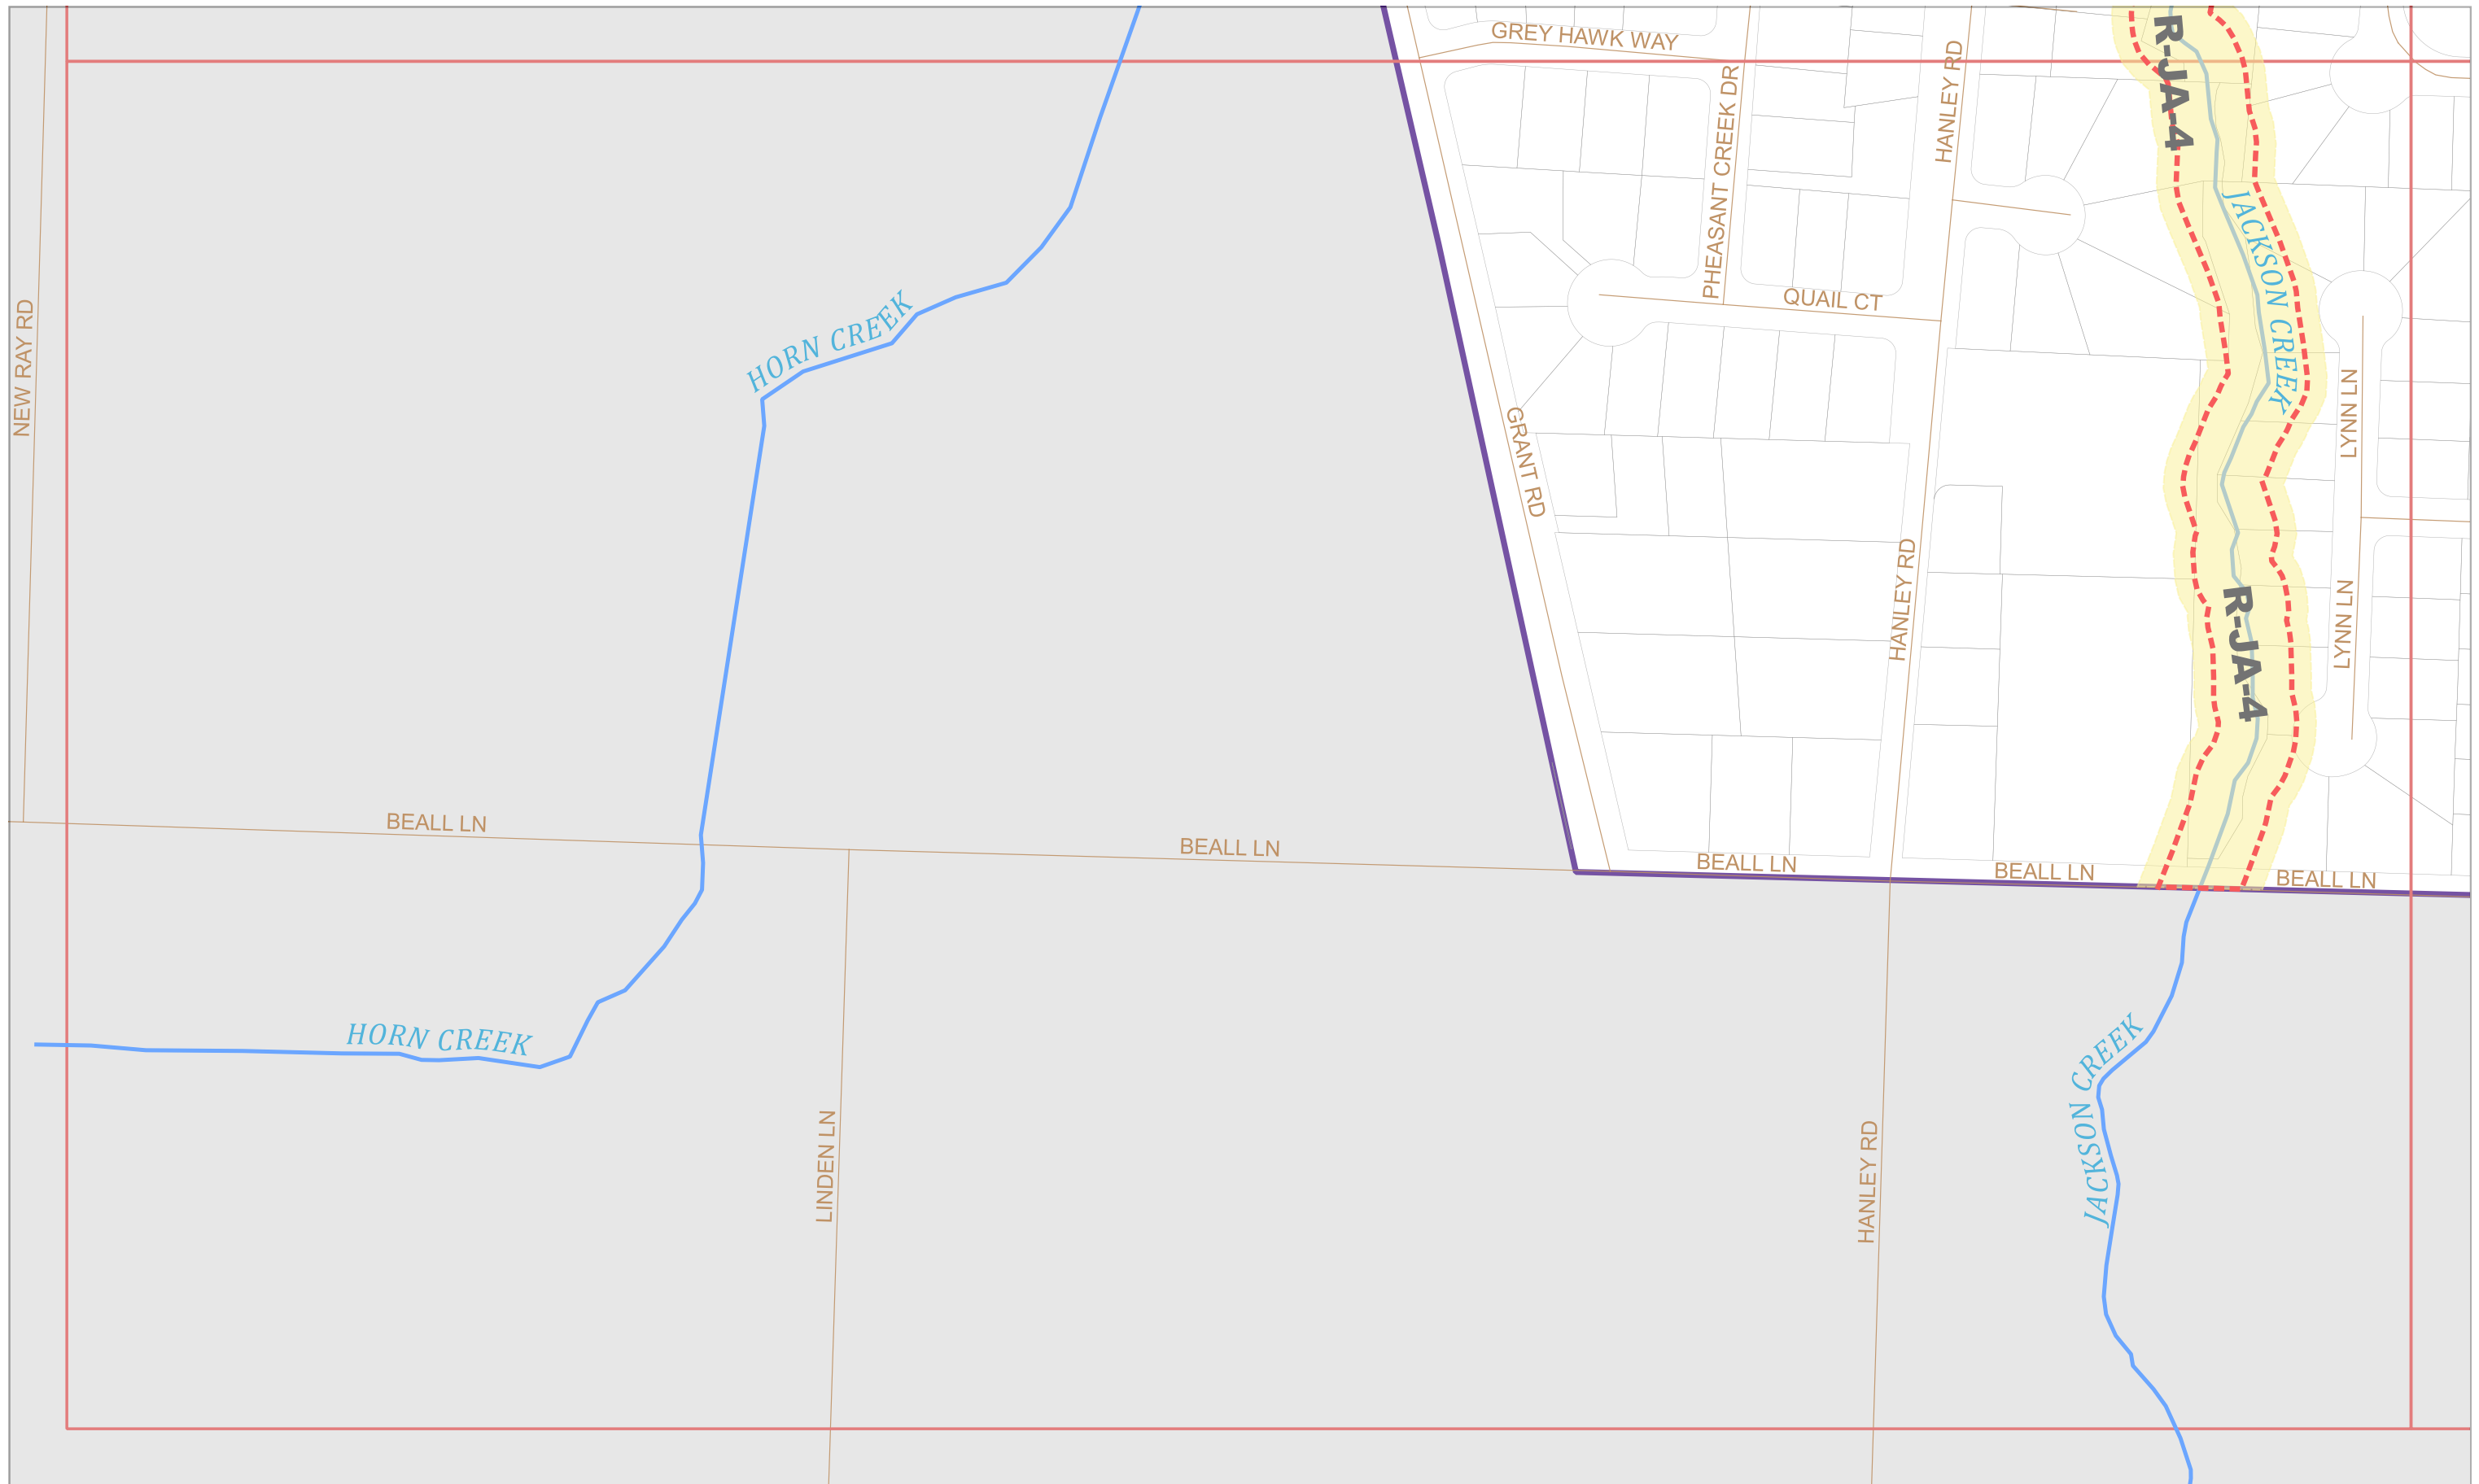 GREY HAWK WAY
R-JA-4
HANLEY RD
PHEASANT CREEK DR
JACKSON CREEK
HORN CREEK
QUAIL CT
NEW RAY RD
LYNN LN
GRANT RD
HANLEY RD
LYNN LN
R-JA-4
BEALL LN
BEALL LN
BEALL LN
BEALL LN
BEALL LN
HORN CREEK
JACKSON CREEK
LINDEN LN
HANLEY RD